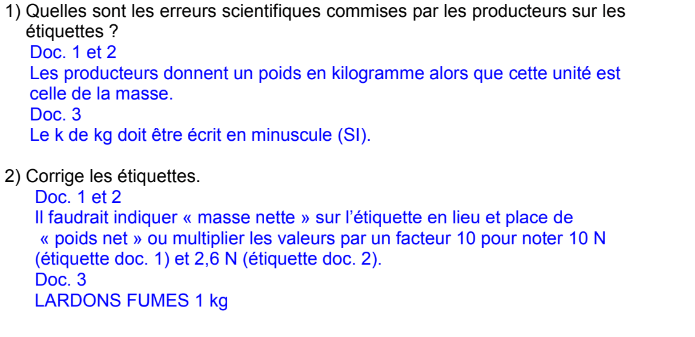 1) Quelles sont les erreurs scientifiques commises par les producteurs sur les
étiquettes ?
Doc. 1 et 2
Les producteurs donnent un poids en kilogramme alors que cette unité est
celle de la masse.
Doc. 3
Le k de kg doit être écrit en minuscule (SI).
2) Corrige les étiquettes.
Doc. 1 et 2
Il faudrait indiquer « masse nette » sur l’étiquette en lieu et place de
« poids net » ou multiplier les valeurs par un facteur 10 pour noter 10 N
(étiquette doc. 1) et 2,6 N (étiquette doc. 2).
Doc. 3
LARDONS FUMES 1 kg